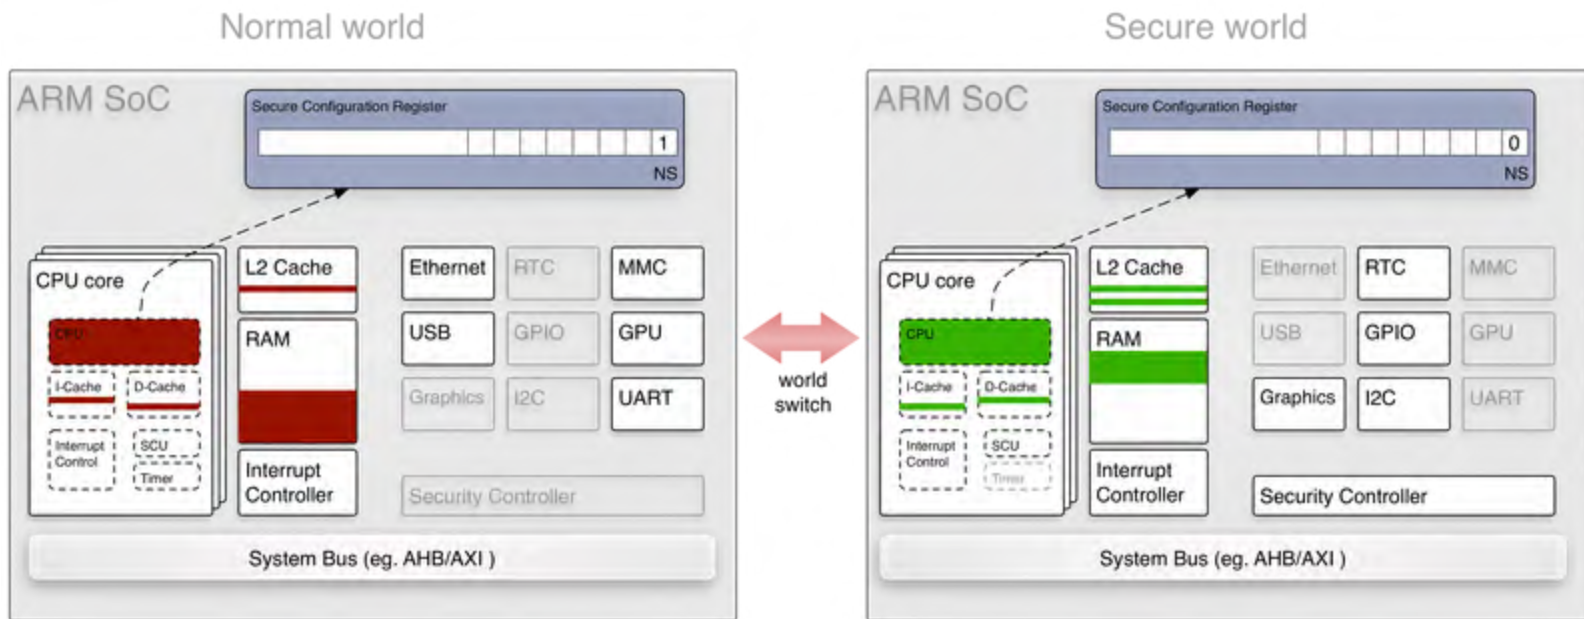 Normal world
Secure world
ARM SoC
Secure Configuration Register
1
NS
CPU core
CPU
I-Cache
D-Cache
Interrupt
Control
SCU
Timer
L2 Cache
RAM
Interrupt
Controller
Ethernet
RTC
MMC
USB
GPIO
GPU
Graphics
I2C
UART
Security Controller
System Bus (eg. AHB/AXI )
world
switch
ARM SoC
Secure Configuration Register
0
NS
CPU core
CPU
I-Cache
D-Cache
Interrupt
Control
SCU
Timer
L2 Cache
RAM
Interrupt
Controller
Ethernet
RTC
MMC
USB
GPIO
GPU
Graphics
I2C
UART
Security Controller
System Bus (eg. AHB/AXI )